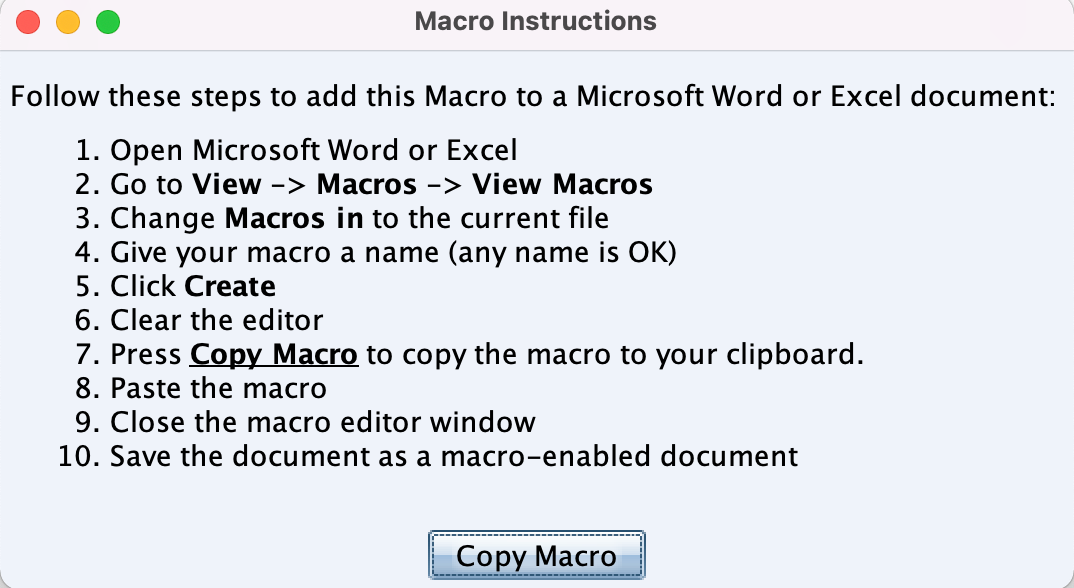 Macro Instructions
Follow these steps to add this Macro to a Microsoft Word or Excel document:
1. Open Microsoft Word or Excel
2. Go to View -> Macros -> View Macros
3. Change Macros in to the current file
4. Give your macro a name (any name is OK)
5. Click Create
6. Clear the editor
7. Press Copy Macro to copy the macro to your clipboard.
8. Paste the macro
9. Close the macro editor window
10. Save the document as a macro-enabled document
Copy Macro